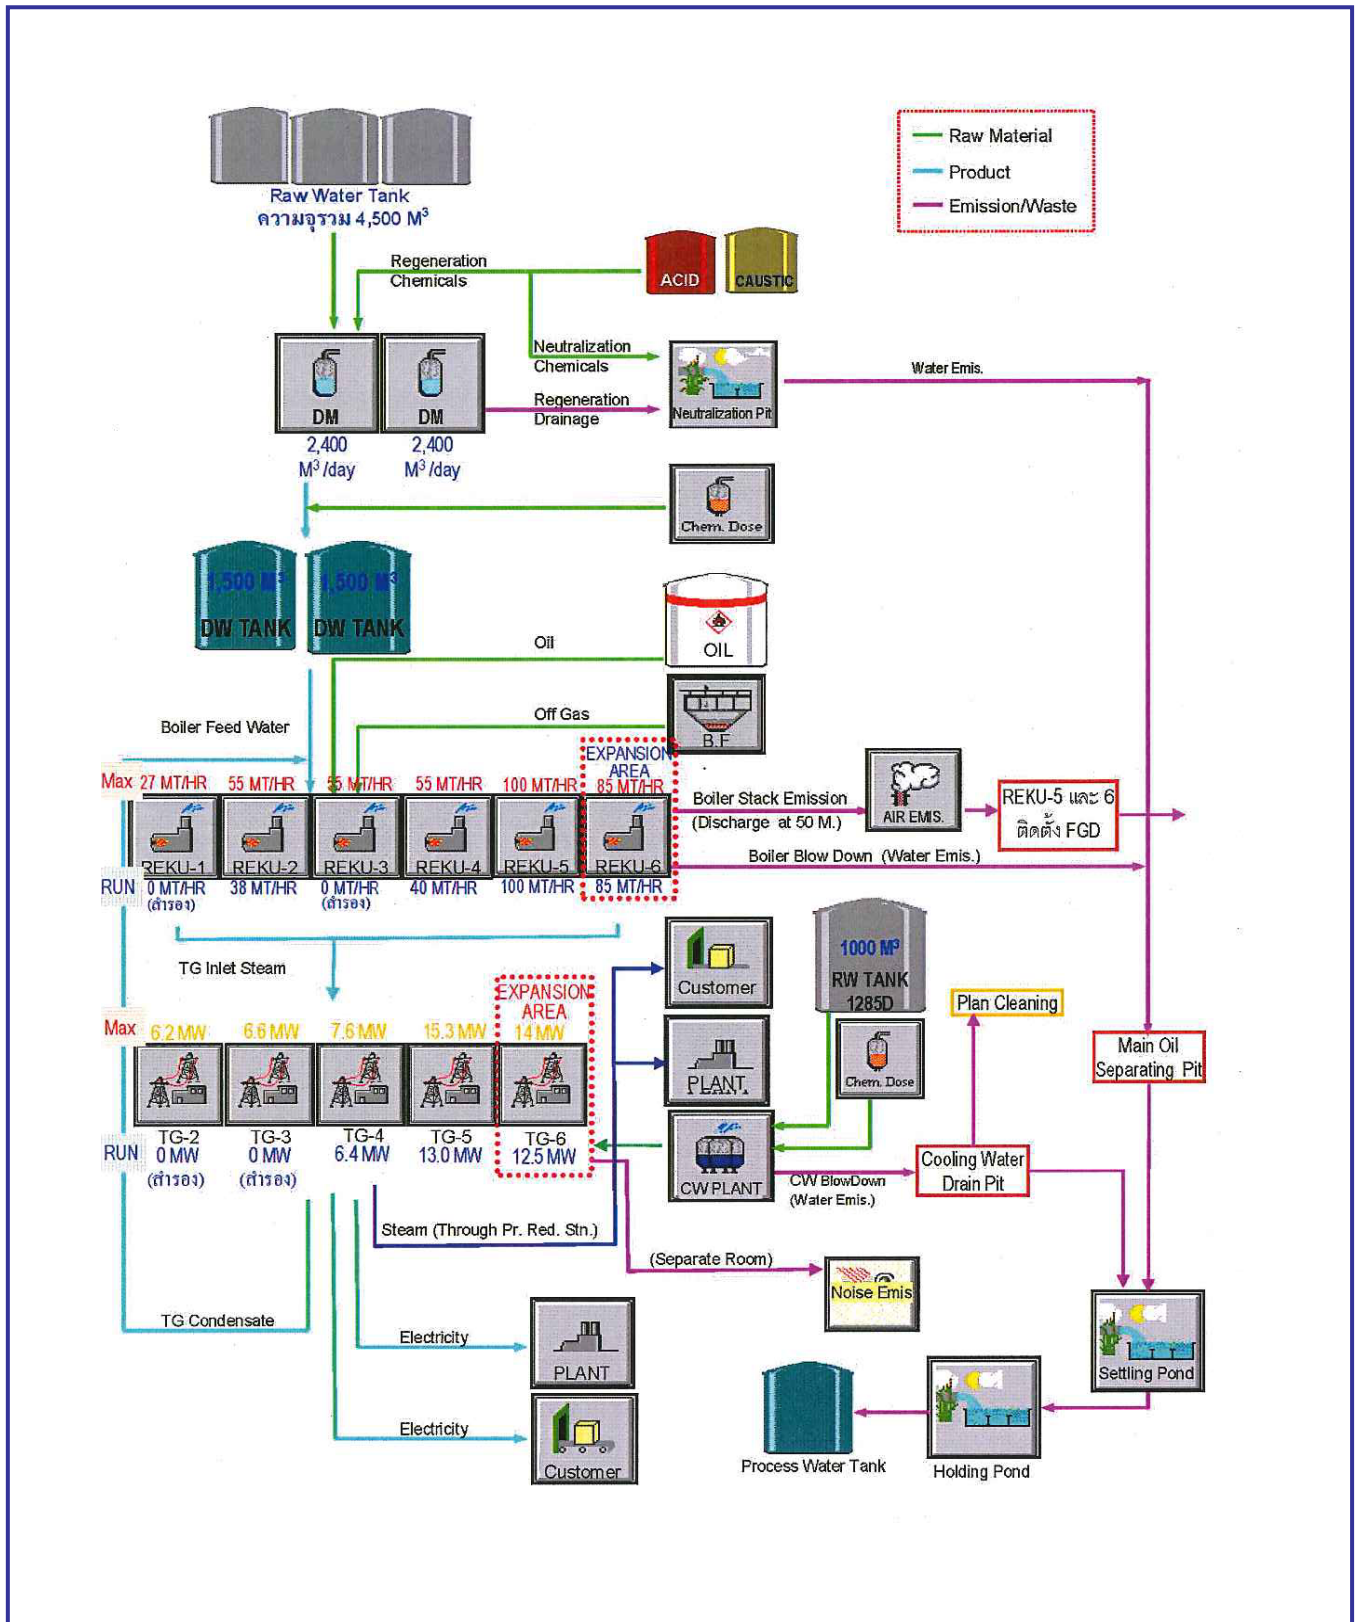 Raw Water Tank
ความจุรวม 4,500 M³
Raw Material
Product
Emission/Waste
Regeneration
Chemicals
ACID
CAUSTIC
Neutralization
Chemicals
Regeneration
Drainage
Neutralization Pit
Water Emis.
DM
DM
2,400
M³ /day
2,400
M³ /day
Chem. Dose
1,500 M³
1,500 M³
DW TANK
DW TANK
Oil
OIL
Off Gas
B.F
Boiler Feed Water
EXPANSION
AREA
Max
27 MT/HR
55 MT/HR
55 MT/HR
55 MT/HR
100 MT/HR
85 MT/HR
REKU-1
REKU-2
REKU-3
REKU-4
REKU-5
REKU-6
RUN
0 MT/HR
(สำรอง)
38 MT/HR
0 MT/HR
(สำรอง)
40 MT/HR
100 MT/HR
85 MT/HR
Boiler Stack Emission
(Discharge at 50 M.)
AIR EMIS.
REKU-5 และ 6
ติดตั้ง FGD
Boiler Blow Down (Water Emis.)
TG Inlet Steam
Customer
1000 M³
RW TANK
1285D
Plan Cleaning
EXPANSION
AREA
Max
6.2 MW
6.6 MW
7.6 MW
15.3 MW
14 MW
PLANT
Chem. Dose
Main Oil
Separating Pit
TG-2
TG-3
TG-4
TG-5
TG-6
RUN
0 MW
(สำรอง)
0 MW
(สำรอง)
6.4 MW
13.0 MW
12.5 MW
CW PLANT
CW BlowDown
(Water Emis.)
Cooling Water
Drain Pit
Steam (Through Pr. Red. Stn.)
(Separate Room)
Noise Emis
TG Condensate
Electricity
PLANT
Electricity
Customer
Settling Pond
Process Water Tank
Holding Pond